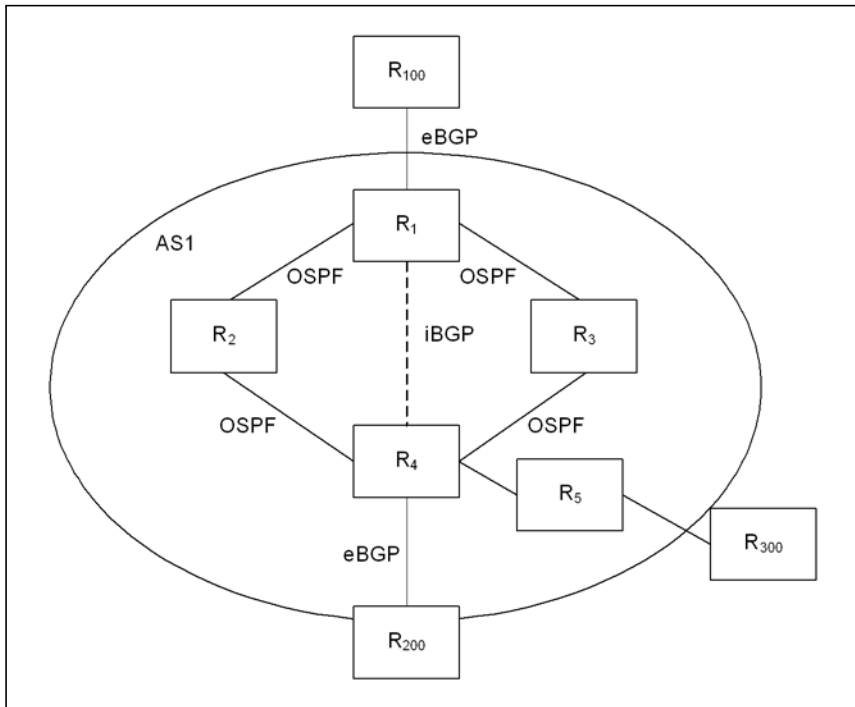 R100
eBGP
R1
AS1
OSPF
OSPF
R2
iBGP
R3
OSPF
OSPF
R4
R5
eBGP
R300
R200